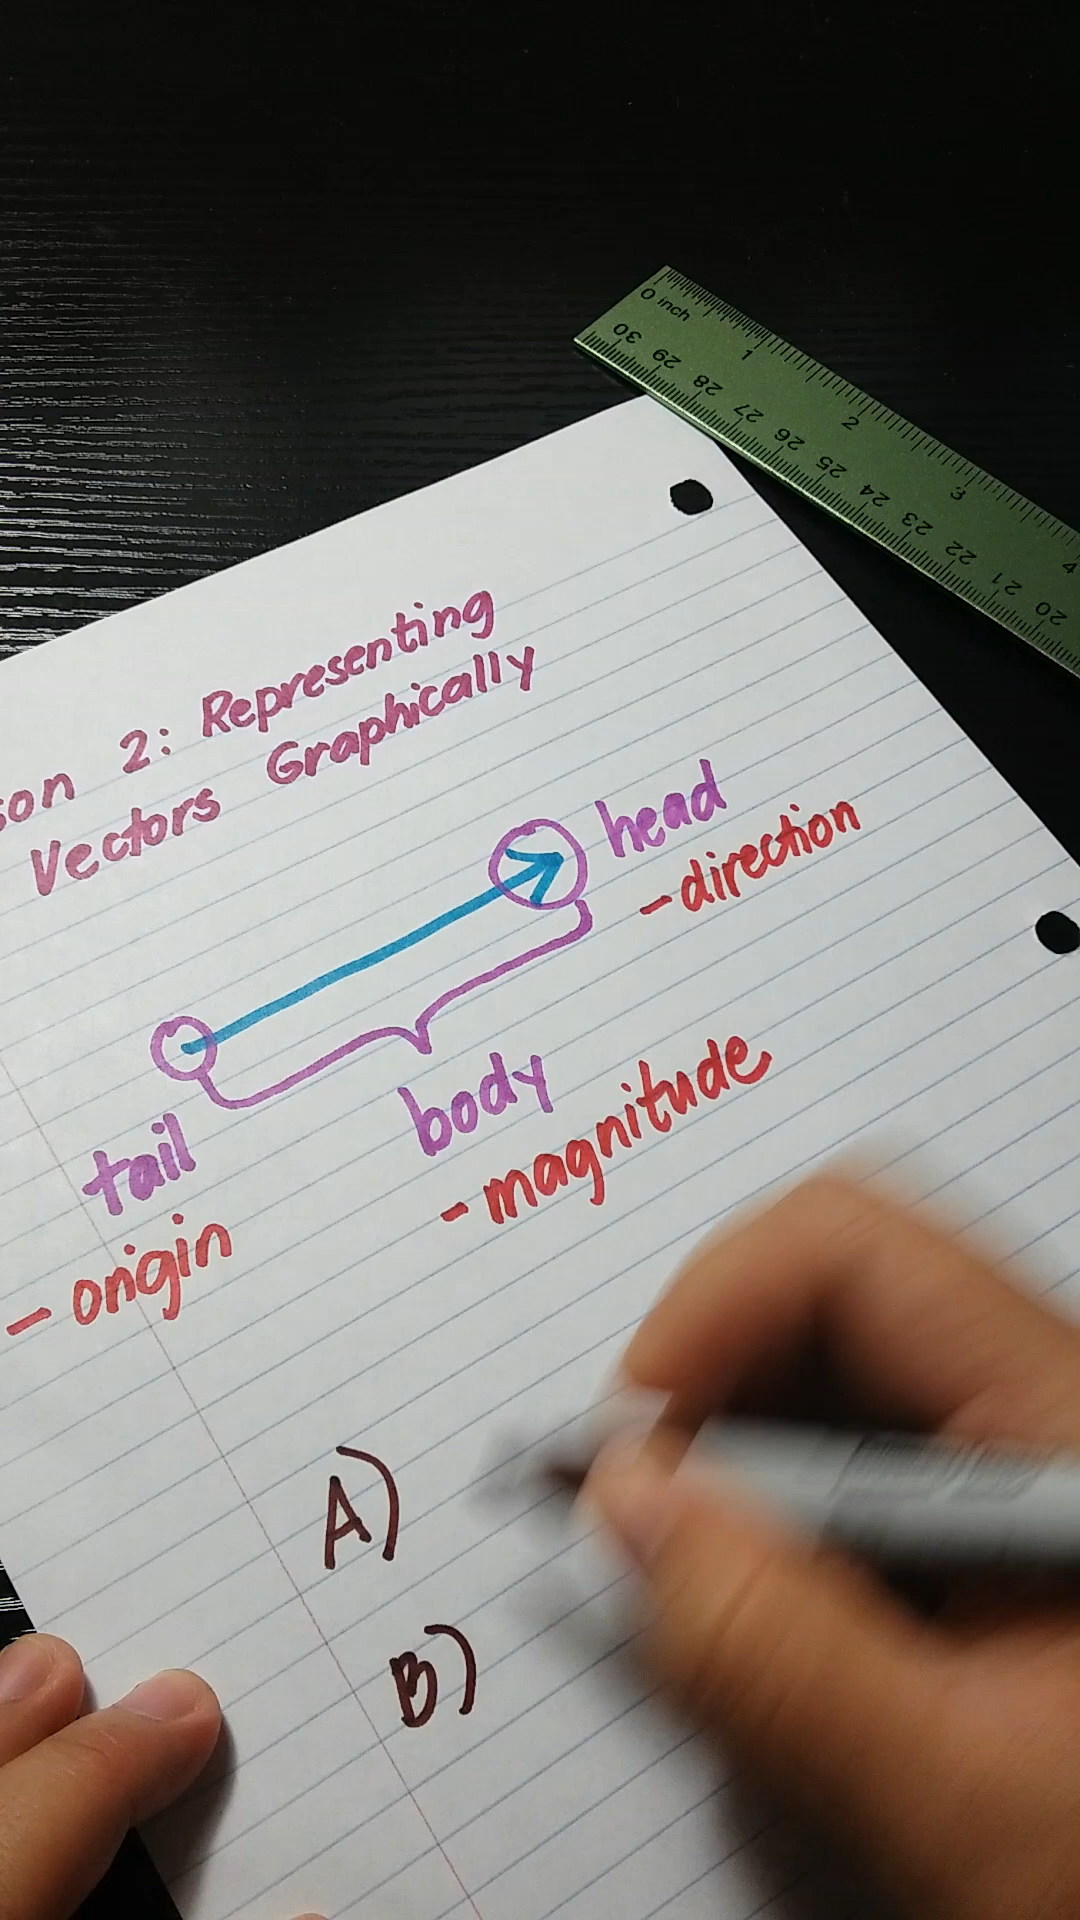 son 2: Representing
Vectors Graphically
head
- direction
body
- magnitude
tail
- origin
A)
B)
0 inch 1 2 3 4
30 29 28 27 26 25 24 23 22 21 20